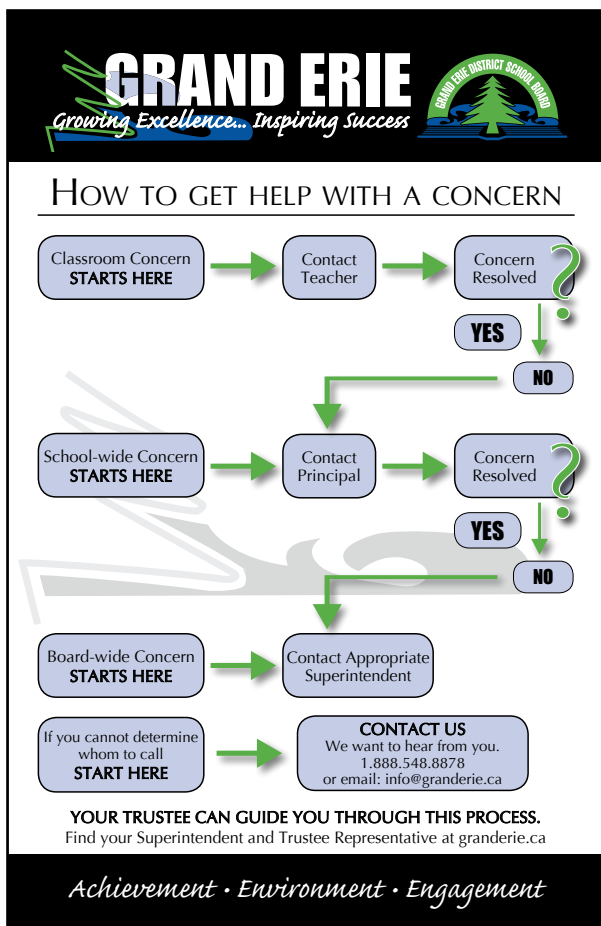 GRAND ERIE
Growing Excellence... Inspiring Success
GRAND ERIE DISTRICT SCHOOL BOARD
HOW TO GET HELP WITH A CONCERN
Classroom Concern
STARTS HERE
Contact
Teacher
Concern
Resolved
?
YES
NO
School-wide Concern
STARTS HERE
Contact
Principal
Concern
Resolved
?
YES
NO
Board-wide Concern
STARTS HERE
Contact Appropriate
Superintendent
If you cannot determine
whom to call
START HERE
CONTACT US
We want to hear from you.
1.888.548.8878
or email: info@granderie.ca
YOUR TRUSTEE CAN GUIDE YOU THROUGH THIS PROCESS.
Find your Superintendent and Trustee Representative at granderie.ca
Achievement · Environment · Engagement